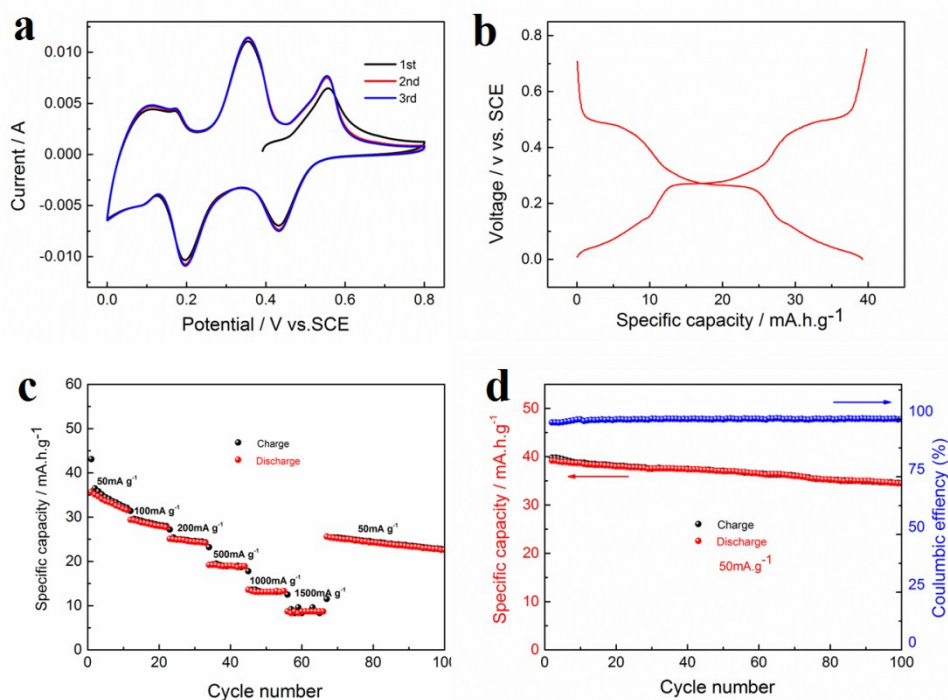 a
0.010
0.005
0.000
-0.005
-0.010
Current / A
1st
2nd
3rd
0.0 0.2 0.4 0.6 0.8
Potential / V vs.SCE
b
0.8
0.6
0.4
0.2
0.0
Voltage / v vs. SCE
0 10 20 30 40
Specific capacity / mA.h.g-1
c
60
50
40
30
20
10
0
Specific capacity / mA.h.g-1
Charge
Discharge
50mA g-1
100mA g-1
200mA g-1
500mA g-1
1000mA g-1
1500mA g-1
50mA g-1
0 20 40 60 80 100
Cycle number
d
50
40
30
20
10
0
Specific capacity / mA.h.g-1
Charge
Discharge
50mA.g-1
100
75
50
25
0
Coulumbic effiency (%)
0 20 40 60 80 100
Cycle number